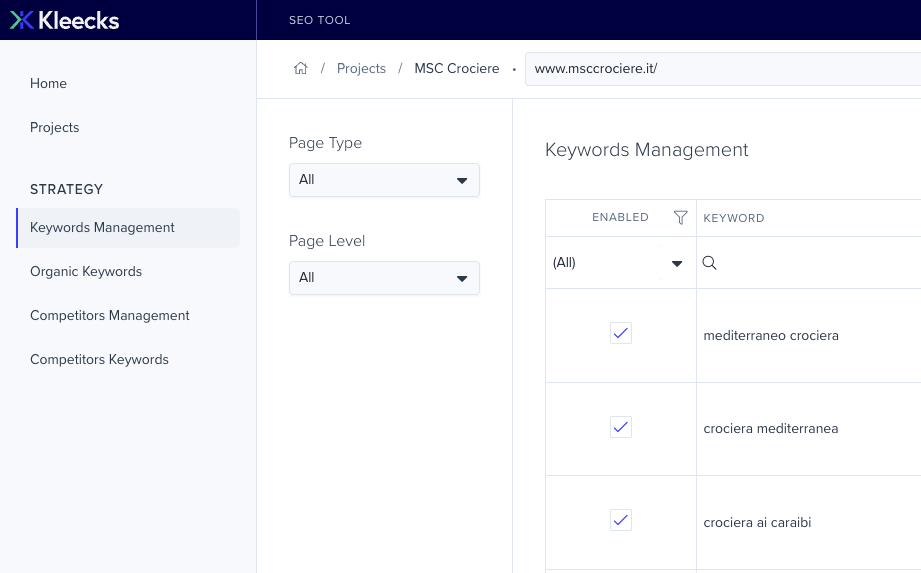 Kleecks
SEO TOOL
/ Projects / MSC Crociere • www.msccrociere.it/
Home
Projects
STRATEGY
Keywords Management
Organic Keywords
Competitors Management
Competitors Keywords
Page Type
All
Page Level
All
Keywords Management
ENABLED KEYWORD
(All)
mediterraneo crociera
crociera mediterranea
crociera ai caraibi